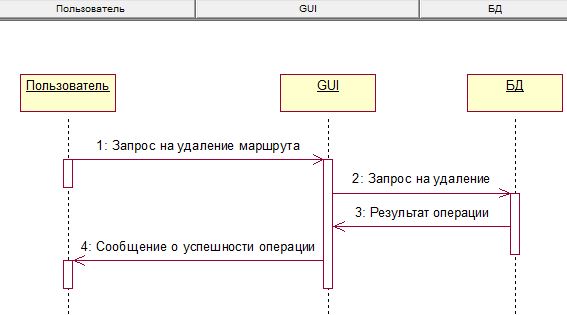 Пользователь
GUI
БД
Пользователь
GUI
БД
1: Запрос на удаление маршрута
2: Запрос на удаление
3: Результат операции
4: Сообщение о успешности операции